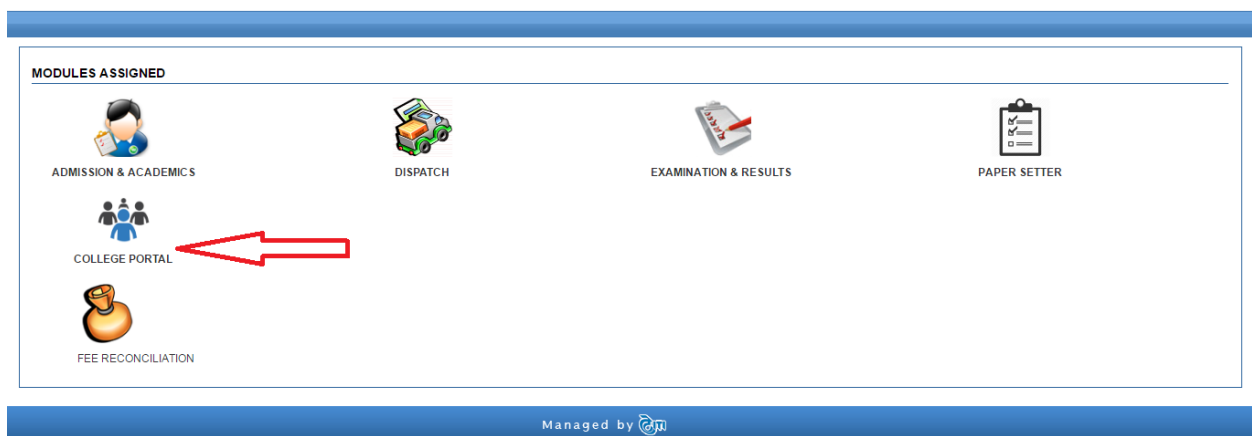 MODULES ASSIGNED
ADMISSION & ACADEMICS
DISPATCH
EXAMINATION & RESULTS
PAPER SETTER
COLLEGE PORTAL
FEE RECONCILIATION
Managed by